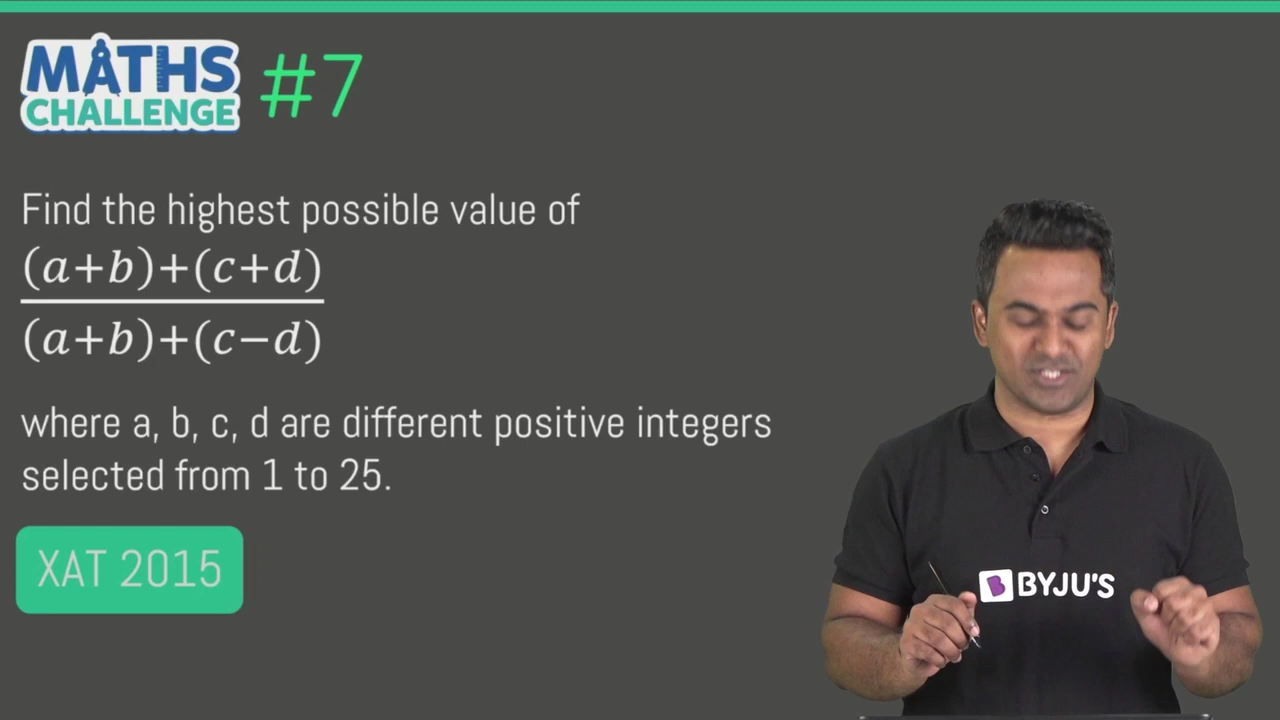 MATHS
CHALLENGE
#7
Find the highest possible value of
(a+b)+(c+d)
(a+b)+(c−d)
where a, b, c, d are different positive integers
selected from 1 to 25.
XAT 2015
B BYJU'S